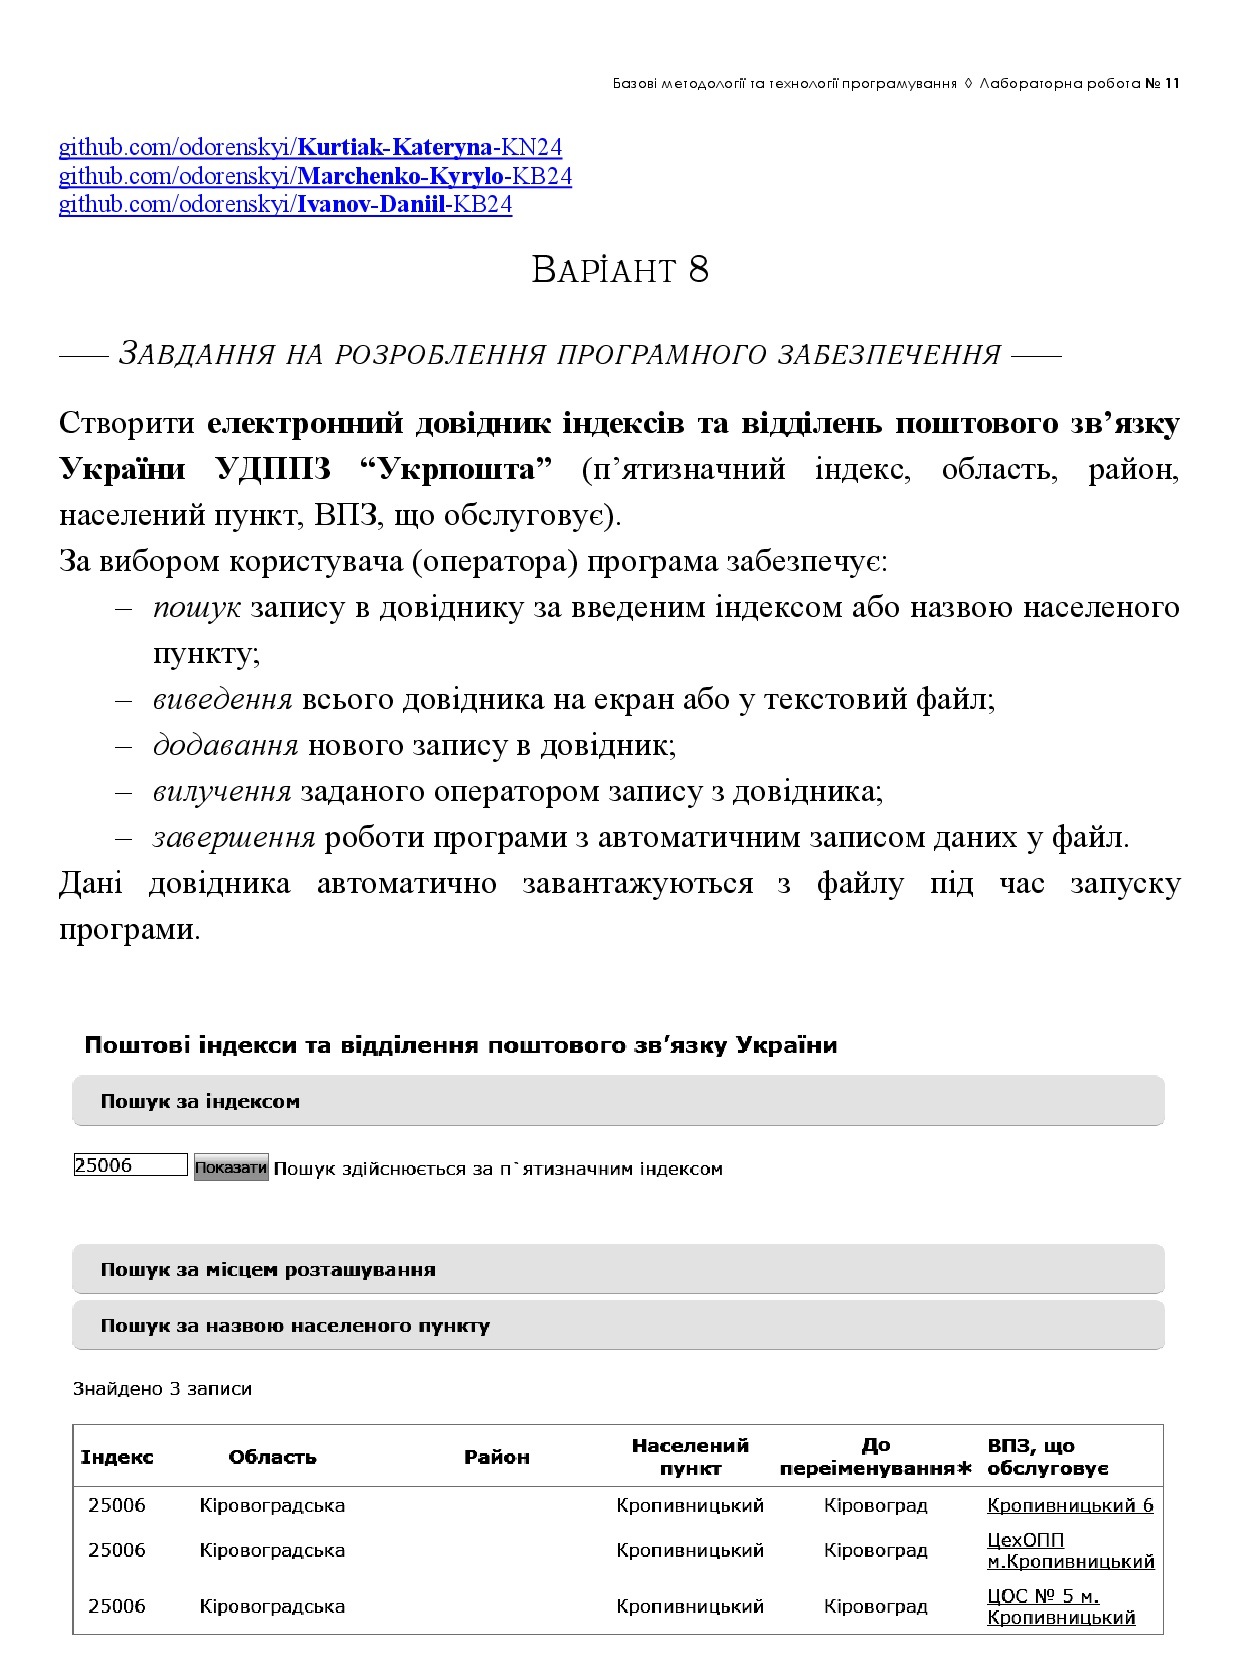 Базові методології та технології програмування ◊ Лабораторна робота № 11
github.com/odorenskyi/Kurtiak-Kateryna-KN24
github.com/odorenskyi/Marchenko-Kyrylo-KB24
github.com/odorenskyi/Ivanov-Daniil-KB24
Варіант 8
Завдання на розроблення програмного забезпечення
Створити електронний довідник індексів та відділень поштового зв’язку
України УДППЗ “Укрпошта” (п’ятизначний індекс, область, район,
населений пункт, ВПЗ, що обслуговує).
За вибором користувача (оператора) програма забезпечує:
– пошук запису в довіднику за введеним індексом або назвою населеного
пункту;
– виведення всього довідника на екран або у текстовий файл;
– додавання нового запису в довідник;
– вилучення заданого оператором запису з довідника;
– завершення роботи програми з автоматичним записом даних у файл.
Дані довідника автоматично завантажуються з файлу під час запуску
програми.
Поштові індекси та відділення поштового зв’язку України
Пошук за індексом
25006 Показати Пошук здійснюється за п`ятизначним індексом
Пошук за місцем розташування
Пошук за назвою населеного пункту
Знайдено 3 записи
Індекс Область Район Населений пункт До переіменування* ВПЗ, що обслуговує
25006 Кіровоградська Кропивницький Кіровоград Кропивницький 6
25006 Кіровоградська Кропивницький Кіровоград ЦехОПП м.Кропивницький
25006 Кіровоградська Кропивницький Кіровоград ЦОС № 5 м. Кропивницький